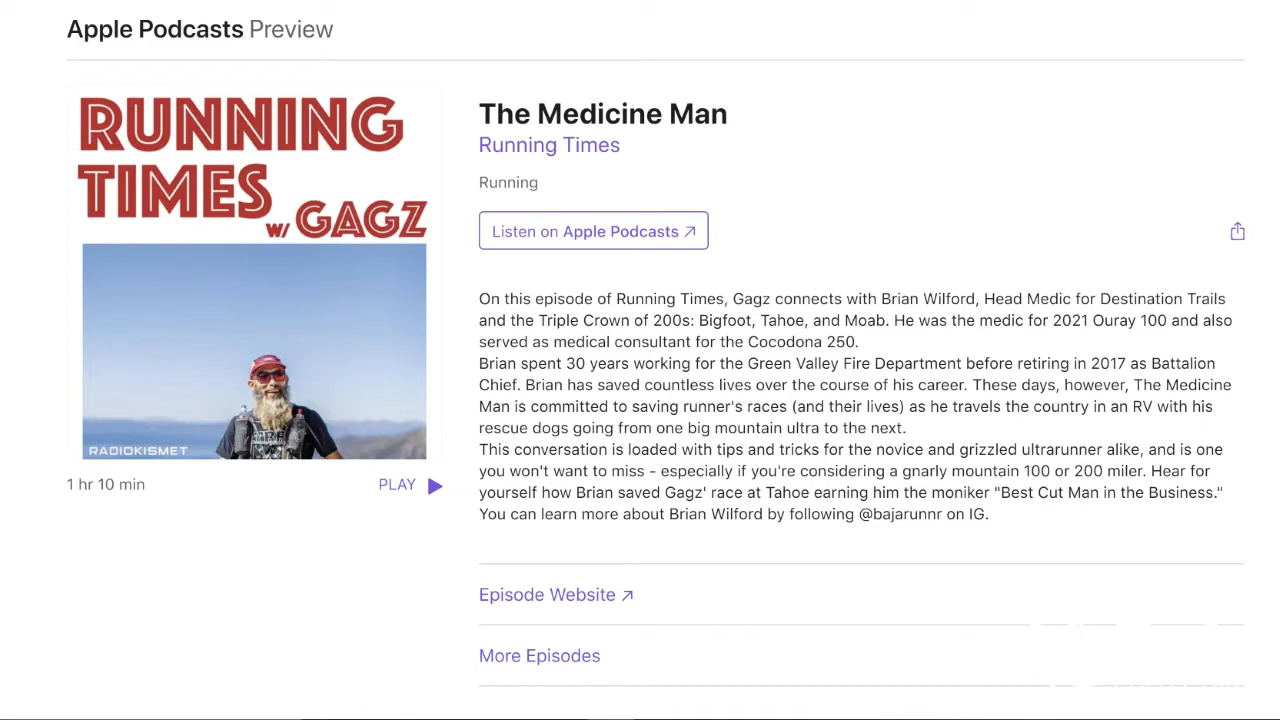 Apple Podcasts Preview
RUNNING
TIMES
w/ GAGZ
RADIOKISMET
1 hr 10 min
PLAY
The Medicine Man
Running Times
Running
Listen on Apple Podcasts ↗
On this episode of Running Times, Gagz connects with Brian Wilford, Head Medic for Destination Trails
and the Triple Crown of 200s: Bigfoot, Tahoe, and Moab. He was the medic for 2021 Ouray 100 and also
served as medical consultant for the Cocodona 250.
Brian spent 30 years working for the Green Valley Fire Department before retiring in 2017 as Battalion
Chief. Brian has saved countless lives over the course of his career. These days, however, The Medicine
Man is committed to saving runner's races (and their lives) as he travels the country in an RV with his
rescue dogs going from one big mountain ultra to the next.
This conversation is loaded with tips and tricks for the novice and grizzled ultrarunner alike, and is one
you won't want to miss - especially if you're considering a gnarly mountain 100 or 200 miler. Hear for
yourself how Brian saved Gagz' race at Tahoe earning him the moniker "Best Cut Man in the Business."
You can learn more about Brian Wilford by following @bajarunnr on IG.
Episode Website ↗
More Episodes